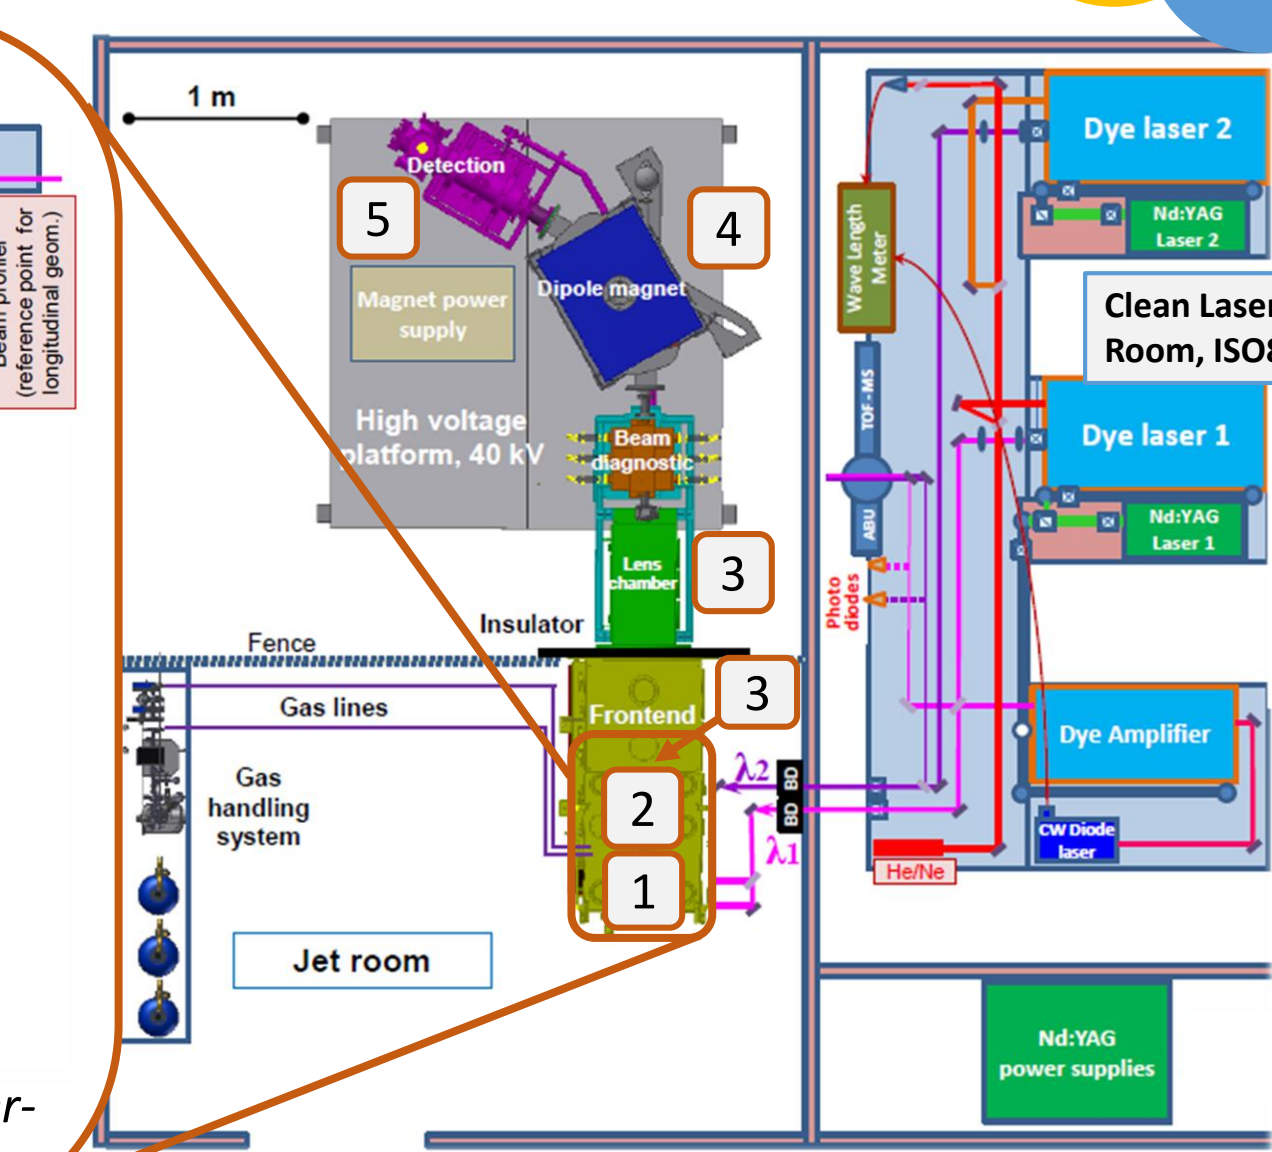 1 m
Detection
5
4
Dipole magnet
Magnet power
supply
High voltage
platform, 40 kV
Beam
diagnostic
Lens
chamber
3
Insulator
Fence
3
Gas lines
Frontend
Gas
handling
system
2
1
λ2
BD
BD
λ1
Jet room
(reference point for
longitudinal geom.)
Dye laser 2
Nd:YAG
Laser 2
Wave Length
Meter
Clean Laser
Room, ISO8
TOF - MS
Dye laser 1
Nd:YAG
Laser 1
ABU
Photo
diodes
Dye Amplifier
CW Diode
laser
He/Ne
Nd:YAG
power supplies
r-